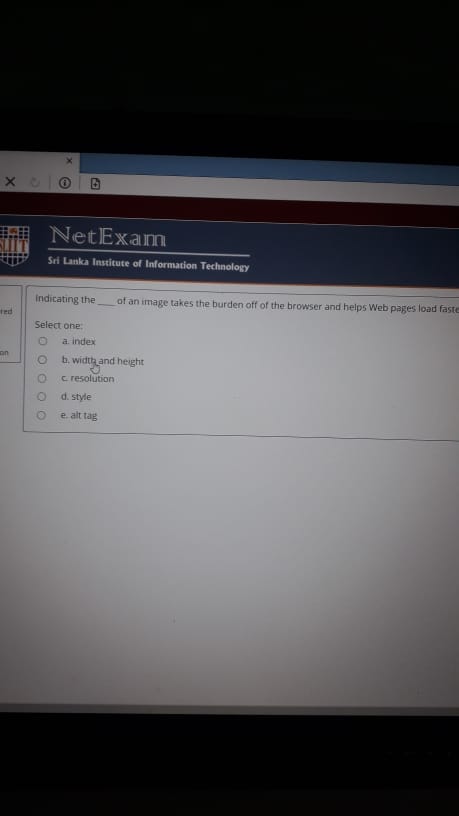 NetExam
Sri Lanka Institute of Information Technology
Indicating the ____ of an image takes the burden off of the browser and helps Web pages load faste
red
Select one:
on
a. index
b. width and height
c. resolution
d. style
e. alt tag